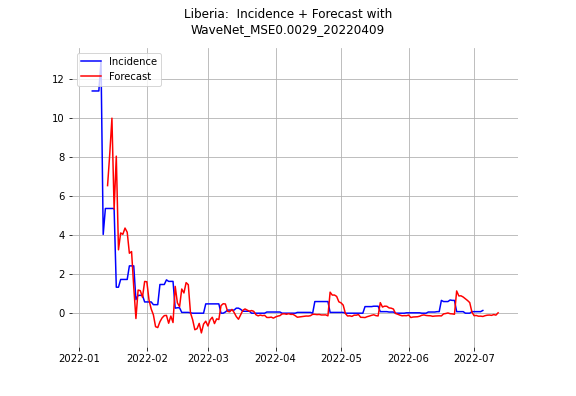 Liberia:  Incidence + Forecast with
WaveNet_MSE0.0029_20220409
Incidence
Forecast
12
10
8
6
4
2
0
2022-01 2022-02 2022-03 2022-04 2022-05 2022-06 2022-07